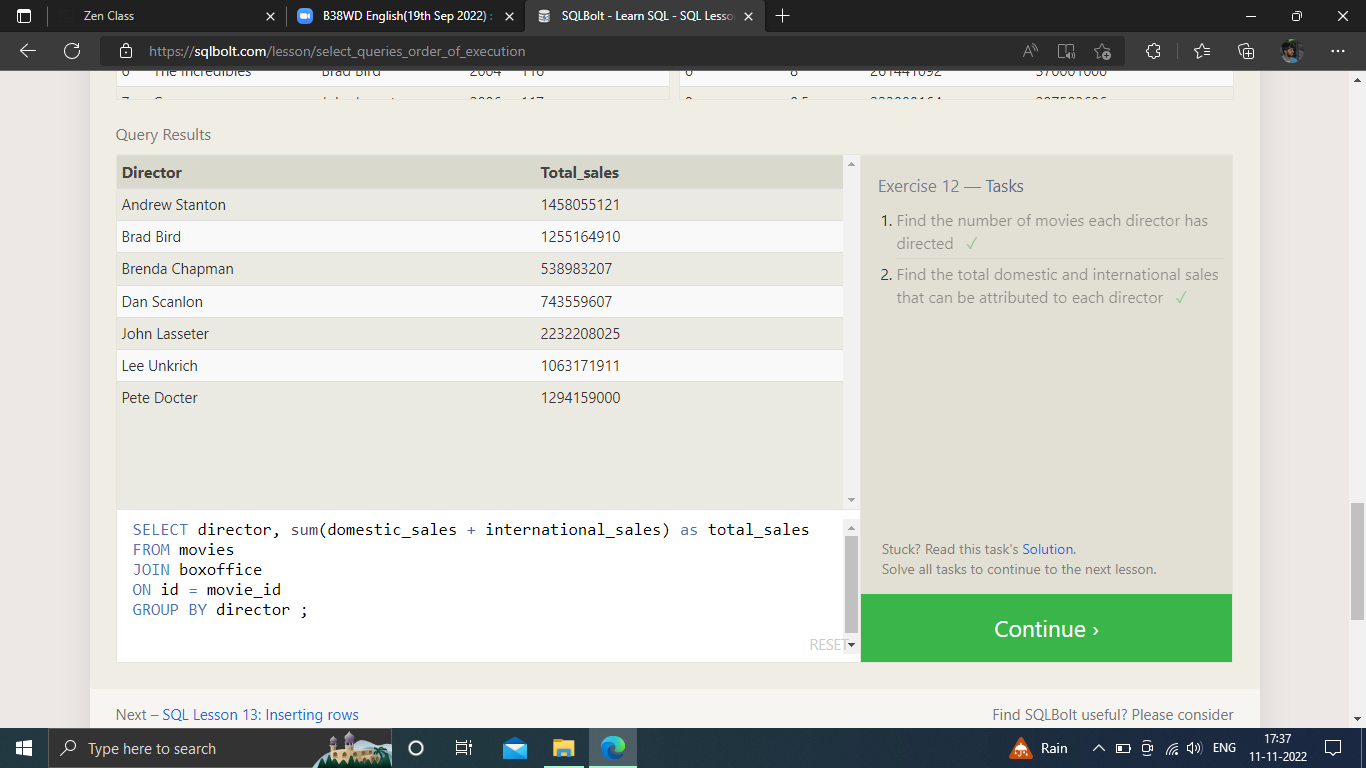 Zen Class
B38WD English(19th Sep 2022) :
SQLBolt - Learn SQL - SQL Lesso
https://sqlbolt.com/lesson/select_queries_order_of_execution
6 The Incredibles Brad Bird 2004 116 6 8 261441092 370001000
Query Results
Director Total_sales
Andrew Stanton 1458055121
Brad Bird 1255164910
Brenda Chapman 538983207
Dan Scanlon 743559607
John Lasseter 2232208025
Lee Unkrich 1063171911
Pete Docter 1294159000
Exercise 12 — Tasks
1. Find the number of movies each director has
directed ✓
2. Find the total domestic and international sales
that can be attributed to each director ✓
SELECT director, sum(domestic_sales + international_sales) as total_sales
FROM movies
JOIN boxoffice
ON id = movie_id
GROUP BY director ;
RESET
Stuck? Read this task's Solution.
Solve all tasks to continue to the next lesson.
Continue ›
Next – SQL Lesson 13: Inserting rows
Find SQLBolt useful? Please consider
Type here to search
Rain
ENG
17:37
11-11-2022